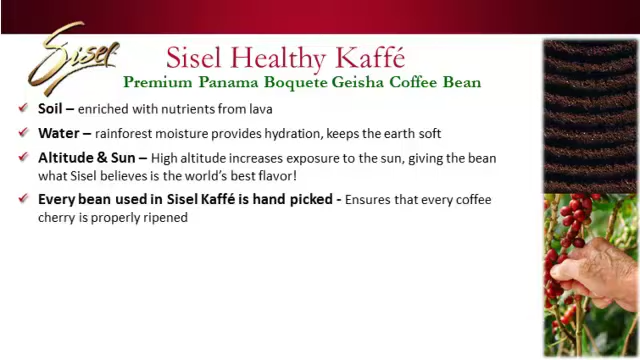 Sisel
Sisel Healthy Kaffé
Premium Panama Boquete Geisha Coffee Bean
Soil – enriched with nutrients from lava
Water – rainforest moisture provides hydration, keeps the earth soft
Altitude & Sun – High altitude increases exposure to the sun, giving the bean
what Sisel believes is the world's best flavor!
Every bean used in Sisel Kaffé is hand picked - Ensures that every coffee
cherry is properly ripened